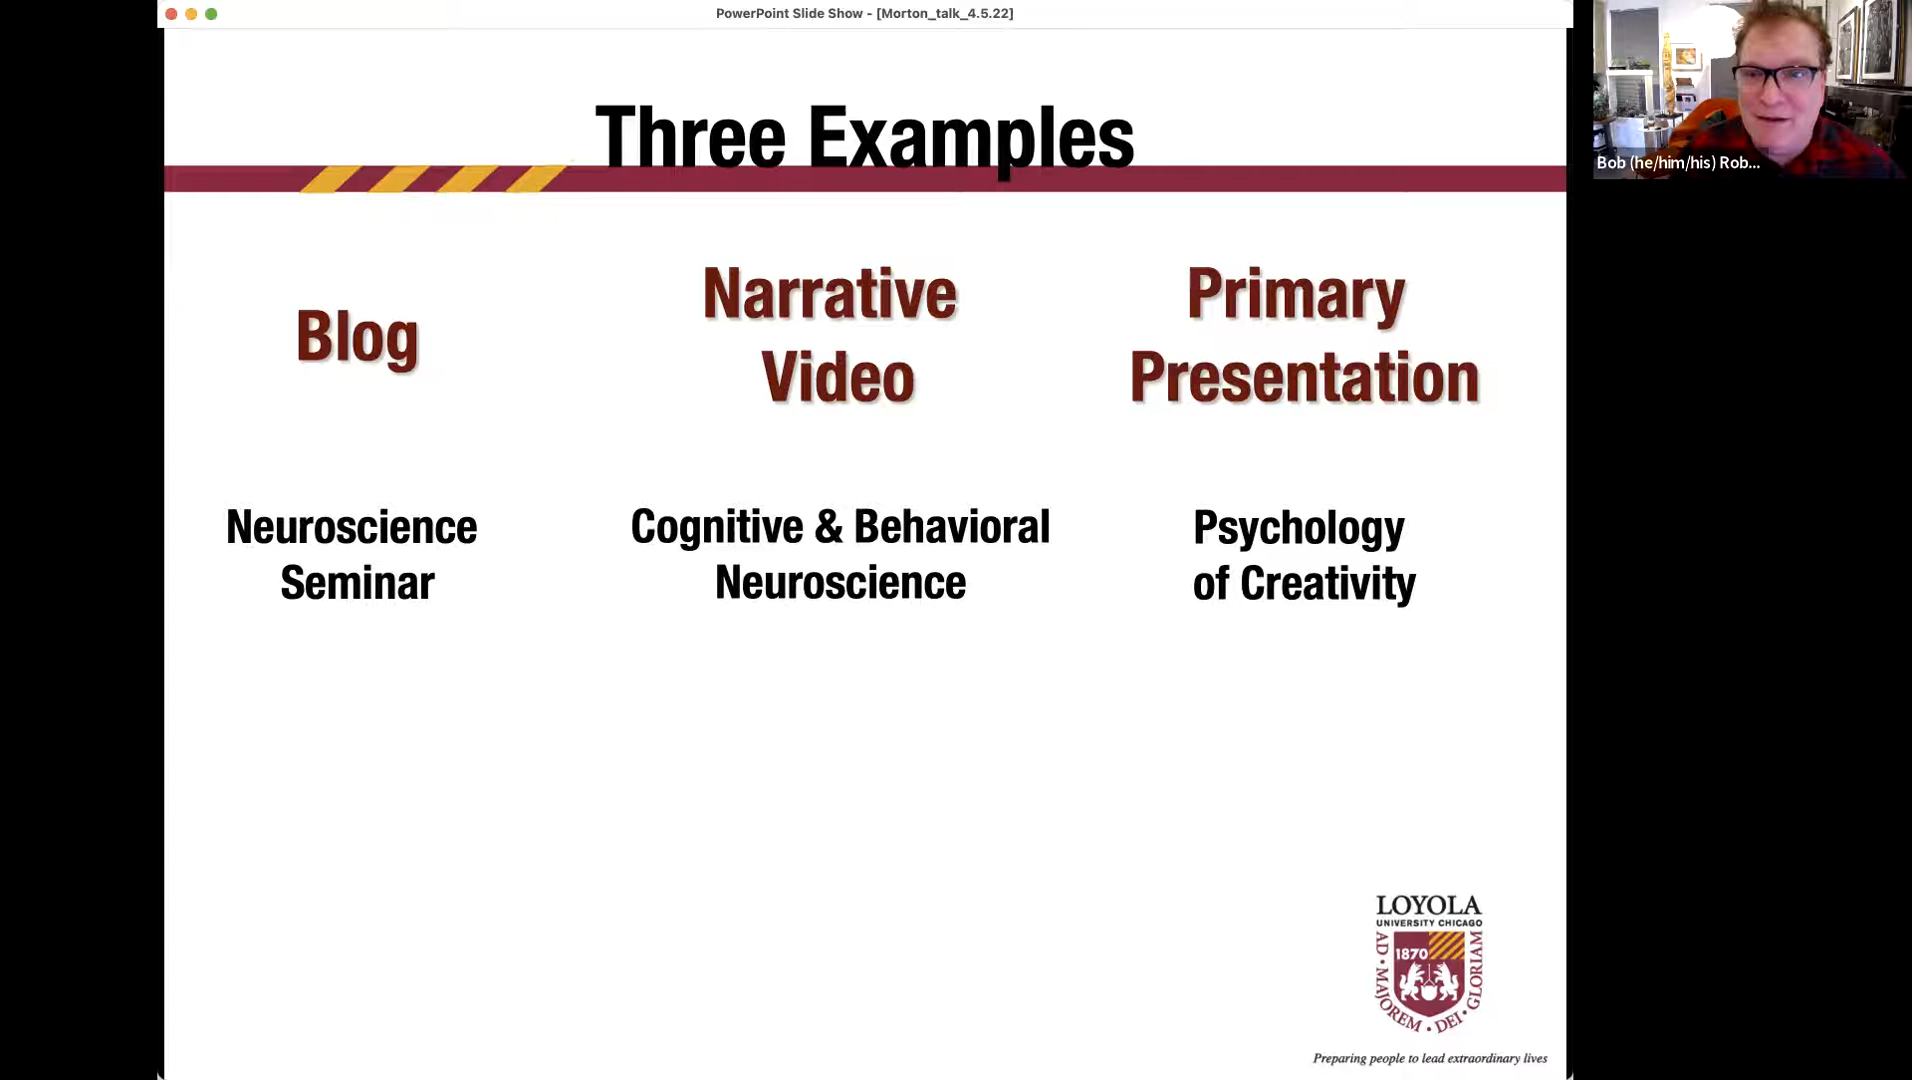 PowerPoint Slide Show - [Morton_talk_4.5.22]
Bob (he/him/his) Rob...
Three Examples
Blog
Narrative
Video
Primary
Presentation
Neuroscience
Seminar
Cognitive & Behavioral
Neuroscience
Psychology
of Creativity
LOYOLA
UNIVERSITY CHICAGO
1870
AD • MAJOREM • DEI • GLORIAM
Preparing people to lead extraordinary lives